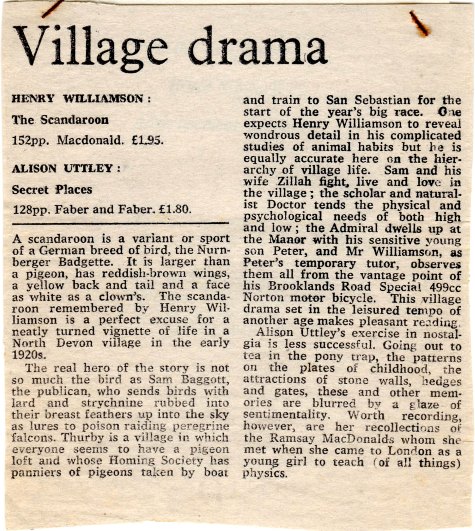 Village drama
HENRY WILLIAMSON :
The Scandaroon
152pp. Macdonald. £1.95.
ALISON UTTLEY :
Secret Places
128pp. Faber and Faber. £1.80.
A scandaroon is a variant or sport
of a German breed of bird, the Nurn-
berger Badgette. It is larger than
a pigeon, has reddish-brown wings,
a yellow back and tail and a face
as white as a clown's. The scanda-
roon remembered by Henry Wil-
liamson is a perfect excuse for a
neatly turned vignette of life in a
North Devon village in the early
1920s.
The real hero of the story is not
so much the bird as Sam Baggott,
the publican, who sends birds with
lard and strychnine rubbed into
their breast feathers up into the sky
as lures to poison raiding peregrine
falcons. Thurby is a village in which
everyone seems to have a pigeon
loft and whose Homing Society has
panniers of pigeons taken by boat
and train to San Sebastian for the
start of the year's big race. One
expects Henry Williamson to reveal
wondrous detail in his complicated
studies of animal habits but he is
equally accurate here on the hier-
archy of village life. Sam and his
wife Zillah fight, live and love in
the village ; the scholar and natural-
ist Doctor tends the physical and
psychological needs of both high
and low ; the Admiral dwells up at
the Manor with his sensitive young
son Peter, and Mr Williamson, as
Peter's temporary tutor, observes
them all from the vantage point of
his Brooklands Road Special 499cc
Norton motor bicycle. This village
drama set in the leisured tempo of
another age makes pleasant reading.
Alison Uttley's exercise in nostal-
gia is less successful. Going out to
tea in the pony trap, the patterns
on the plates of childhood, the
attractions of stone walls, hedges
and gates, these and other mem-
ories are blurred by a glaze of
sentimentality. Worth recording,
however, are her recollections of
the Ramsay MacDonalds whom she
met when she came to London as a
young girl to teach (of all things)
physics.